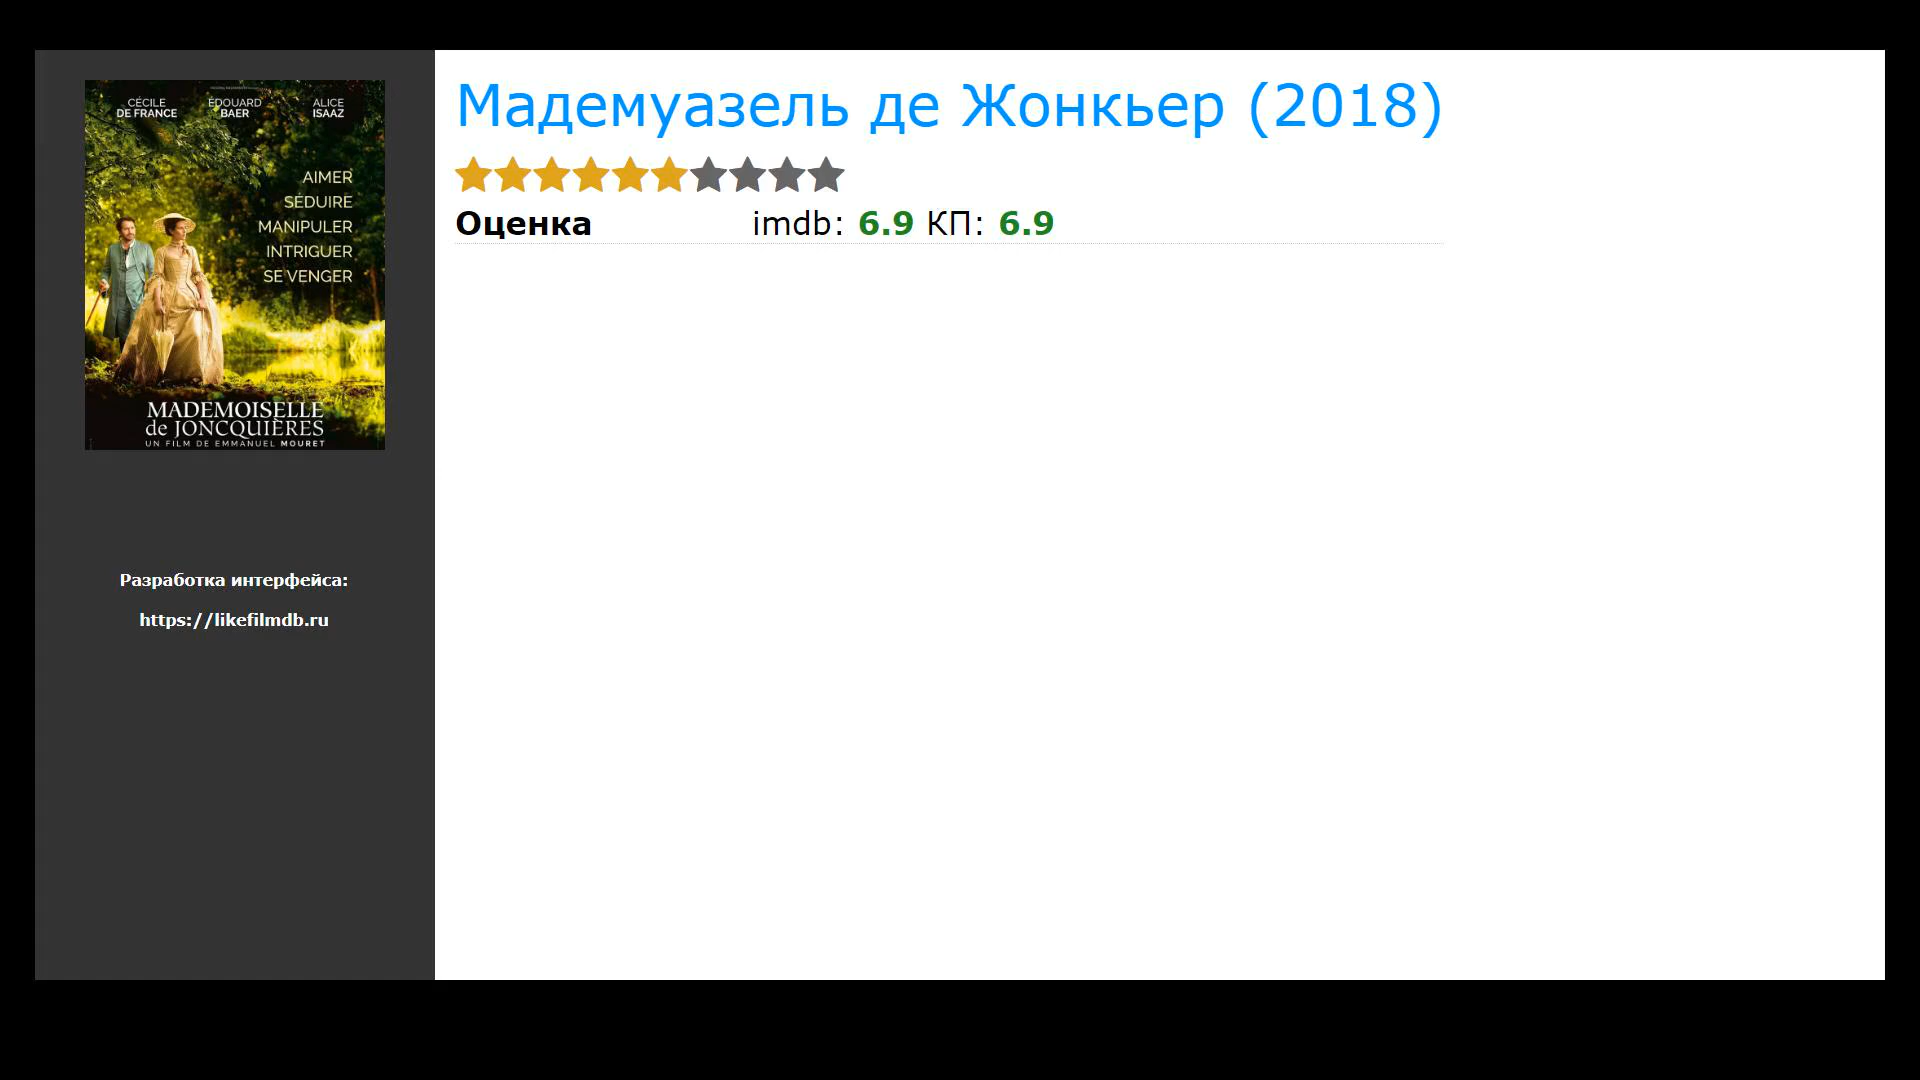 CÉCILE
DE FRANCE
ÉDOUARD
BAER
ALICE
ISAAZ
AIMER
SÉDUIRE
MANIPULER
INTRIGUER
SE VENGER
MADEMOISELLE
de JONCQUIÈRES
UN FILM DE EMMANUEL MOURET
Разработка интерфейса:
https://likefilmdb.ru
Мадемуазель де Жонкьер (2018)
Оценка imdb: 6.9 КП: 6.9